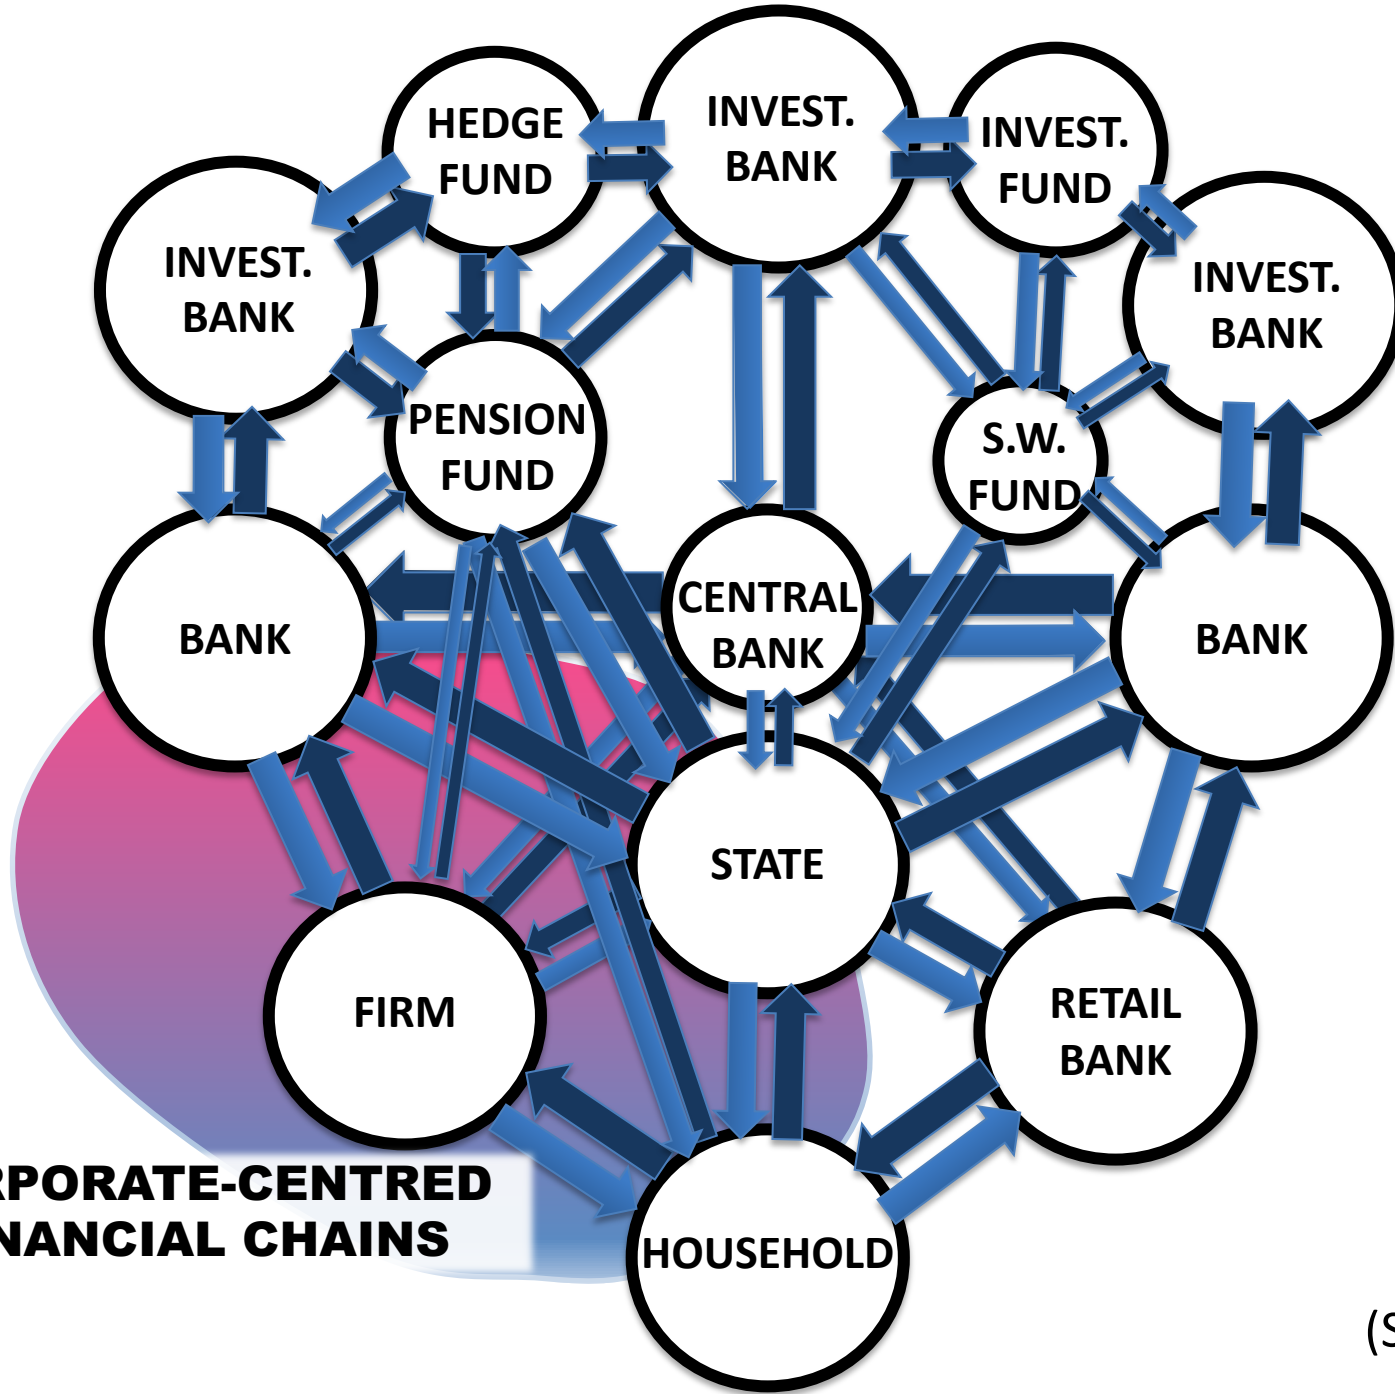 HEDGE
FUND
INVEST.
BANK
INVEST.
FUND
INVEST.
BANK
INVEST.
BANK
PENSION
FUND
S.W.
FUND
BANK
CENTRAL
BANK
BANK
STATE
FIRM
RETAIL
BANK
RPORATE-CENTRED
NANCIAL CHAINS
HOUSEHOLD
(S